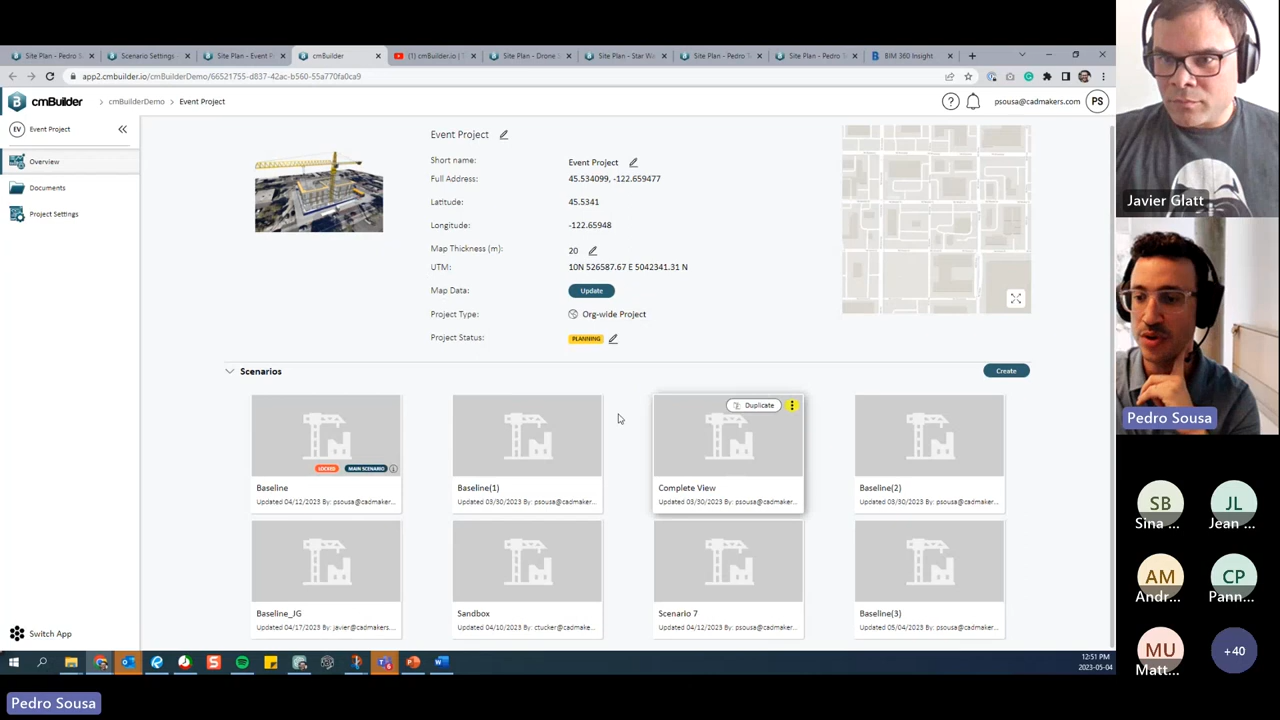 Site Plan - Pedro S
Scenario Settings
Site Plan - Event P
cmBuilder
(1) cmBuilder.io |
Site Plan - Drone
Site Plan - Star Wa
Site Plan - Pedro T
Site Plan - Pedro T
BIM 360 Insight
app2.cmbuilder.io/cmBuilderDemo/66521755-d837-42ac-b560-55a770fa0ca9
cmBuilder
cmBuilderDemo > Event Project
psousa@cadmakers.com
PS
EV Event Project
Overview
Documents
Project Settings
Event Project
Short name: Event Project
Full Address: 45.534099, -122.659477
Latitude: 45.5341
Longitude: -122.65948
Map Thickness (m): 20
UTM: 10N 526587.67 E 5042341.31 N
Map Data: Update
Project Type: Org-wide Project
Project Status: PLANNING
Scenarios
Create
Duplicate
LOCKED MAIN SCENARIO
Baseline
Updated 04/12/2023 By: psousa@cadmaker...
Baseline(1)
Updated 03/30/2023 By: psousa@cadmaker...
Complete View
Updated 03/30/2023 By: psousa@cadmaker...
Baseline(2)
Updated 03/30/2023 By: psousa@cadmaker...
Baseline_JG
Updated 04/17/2023 By: javier@cadmakers...
Sandbox
Updated 04/10/2023 By: ctucker@cadmake...
Scenario 7
Updated 04/12/2023 By: psousa@cadmaker...
Baseline(3)
Updated 05/04/2023 By: psousa@cadmaker...
Switch App
12:51 PM
2023-05-04
Pedro Sousa
Javier Glatt
Pedro Sousa
SB
Sina ...
JL
Jean ...
AM
Andr...
CP
Pann...
MU
Matt...
+40